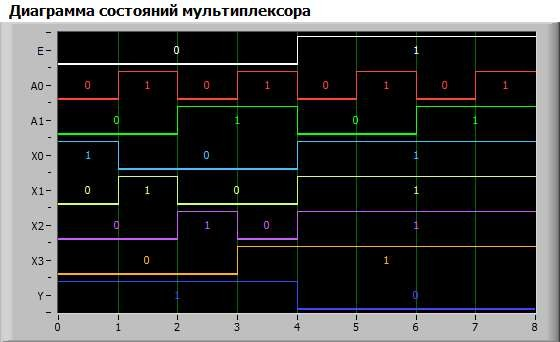 Диаграмма состояний мультиплексора
E 0 1
A0 0 1 0 1 0 1 0 1
A1 0 1 0 1
X0 1 0 1
X1 0 1 0 1
X2 0 1 0 1
X3 0 1
Y 1 0
0 1 2 3 4 5 6 7 8